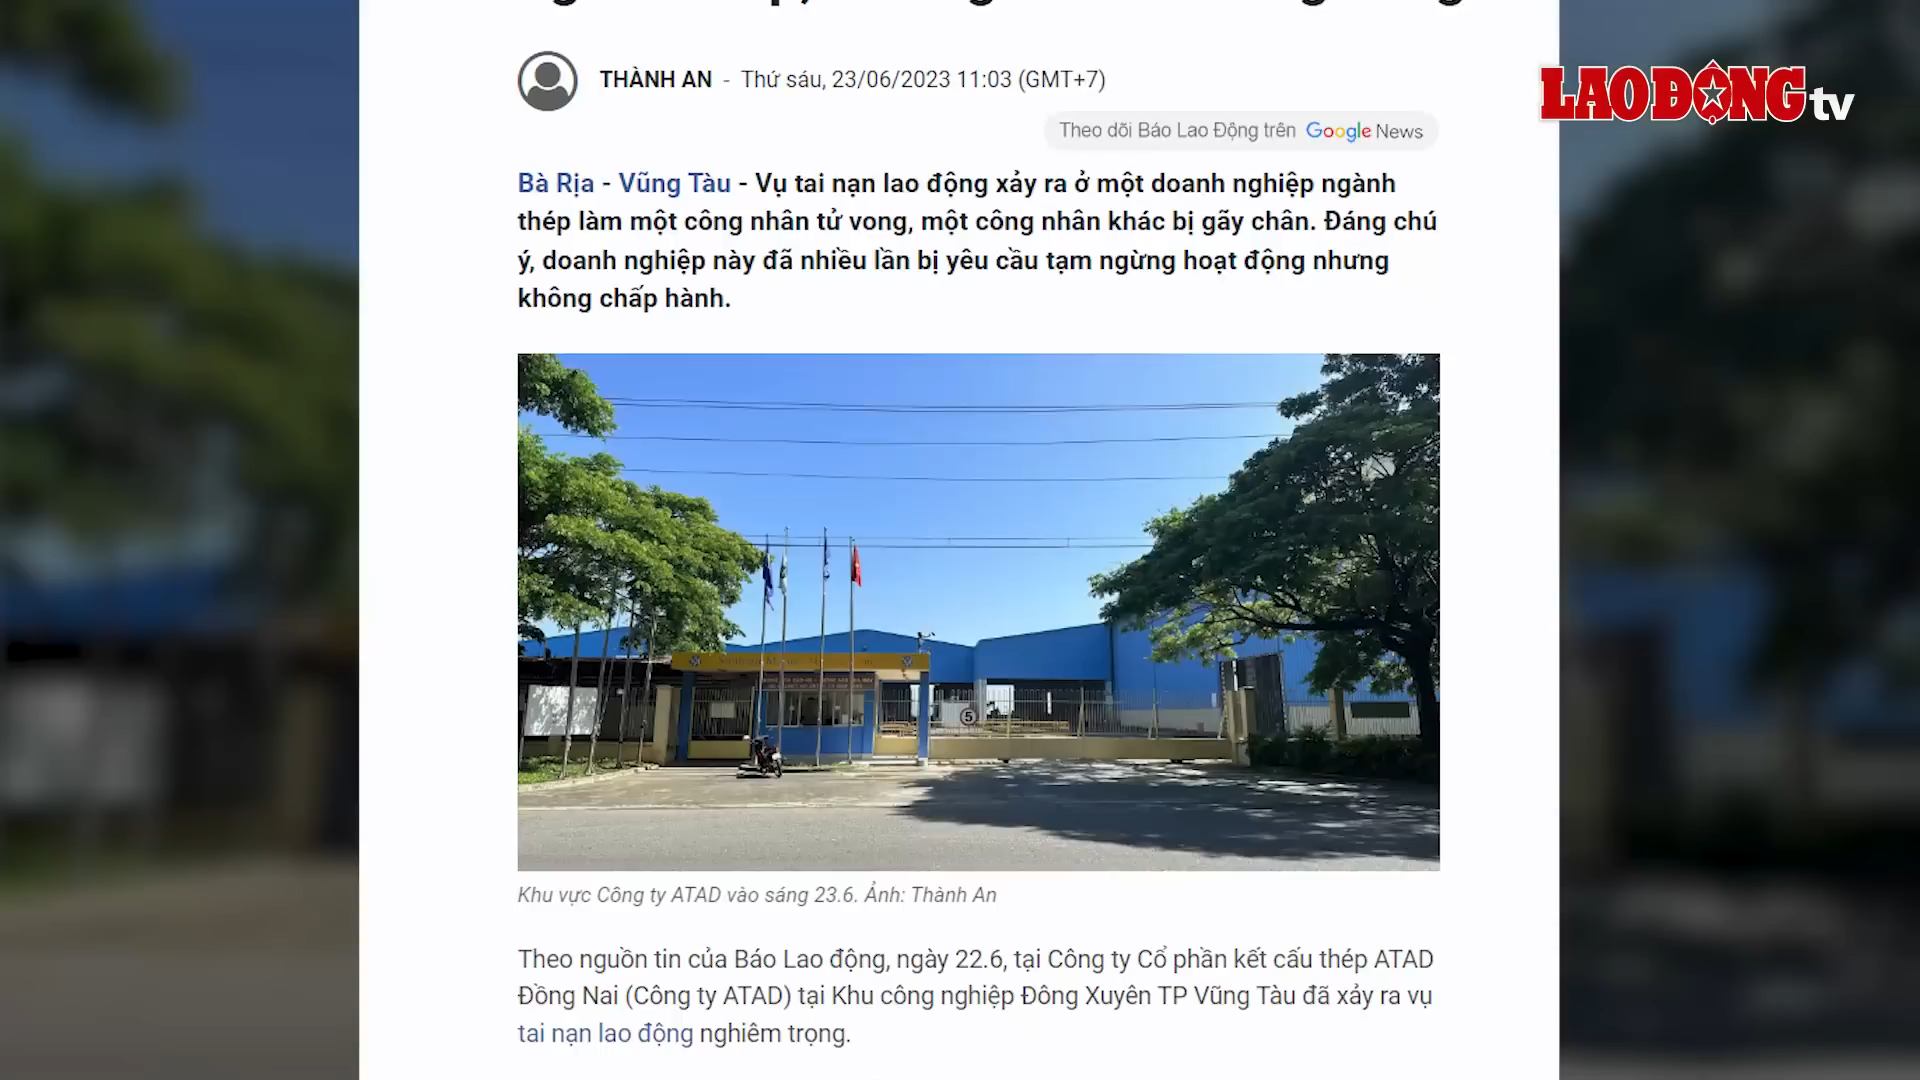 THÀNH AN - Thứ sáu, 23/06/2023 11:03 (GMT+7)
LAO ĐỘNG tv
Theo dõi Báo Lao Động trên Google News
Bà Rịa - Vũng Tàu - Vụ tai nạn lao động xảy ra ở một doanh nghiệp ngành
thép làm một công nhân tử vong, một công nhân khác bị gãy chân. Đáng chú
ý, doanh nghiệp này đã nhiều lần bị yêu cầu tạm ngừng hoạt động nhưng
không chấp hành.
5
Khu vực Công ty ATAD vào sáng 23.6. Ảnh: Thành An
Theo nguồn tin của Báo Lao động, ngày 22.6, tại Công ty Cổ phần kết cấu thép ATAD
Đồng Nai (Công ty ATAD) tại Khu công nghiệp Đông Xuyên TP Vũng Tàu đã xảy ra vụ
tai nạn lao động nghiêm trọng.